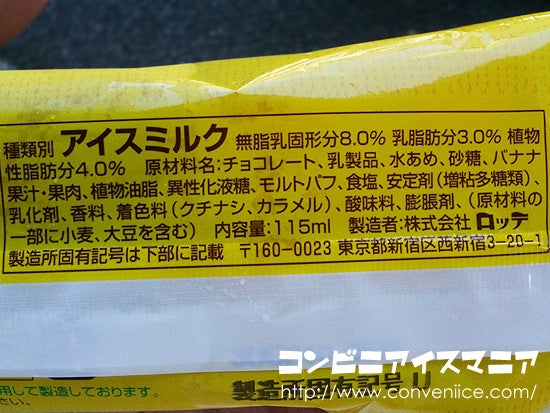 種類別 アイスミルク 無脂乳固形分8.0% 乳脂肪分3.0% 植物
性脂肪分4.0% 原材料名:チョコレート、乳製品、水あめ、砂糖、バナナ
果汁・果肉、植物油脂、異性化液糖、モルトパフ、食塩、安定剤(増粘多糖類)、
乳化剤、香料、着色料(クチナシ、カラメル)、酸味料、膨脹剤、(原材料の
一部に小麦、大豆を含む) 内容量:115ml 製造者:株式会社 ロッテ
製造所固有記号は下部に記載 〒160-0023 東京都新宿区西新宿3-20-1
コンビニアイスマニア
用して製造しております。
さい。
製造所固有記号 U
http://www.conveniice.com/